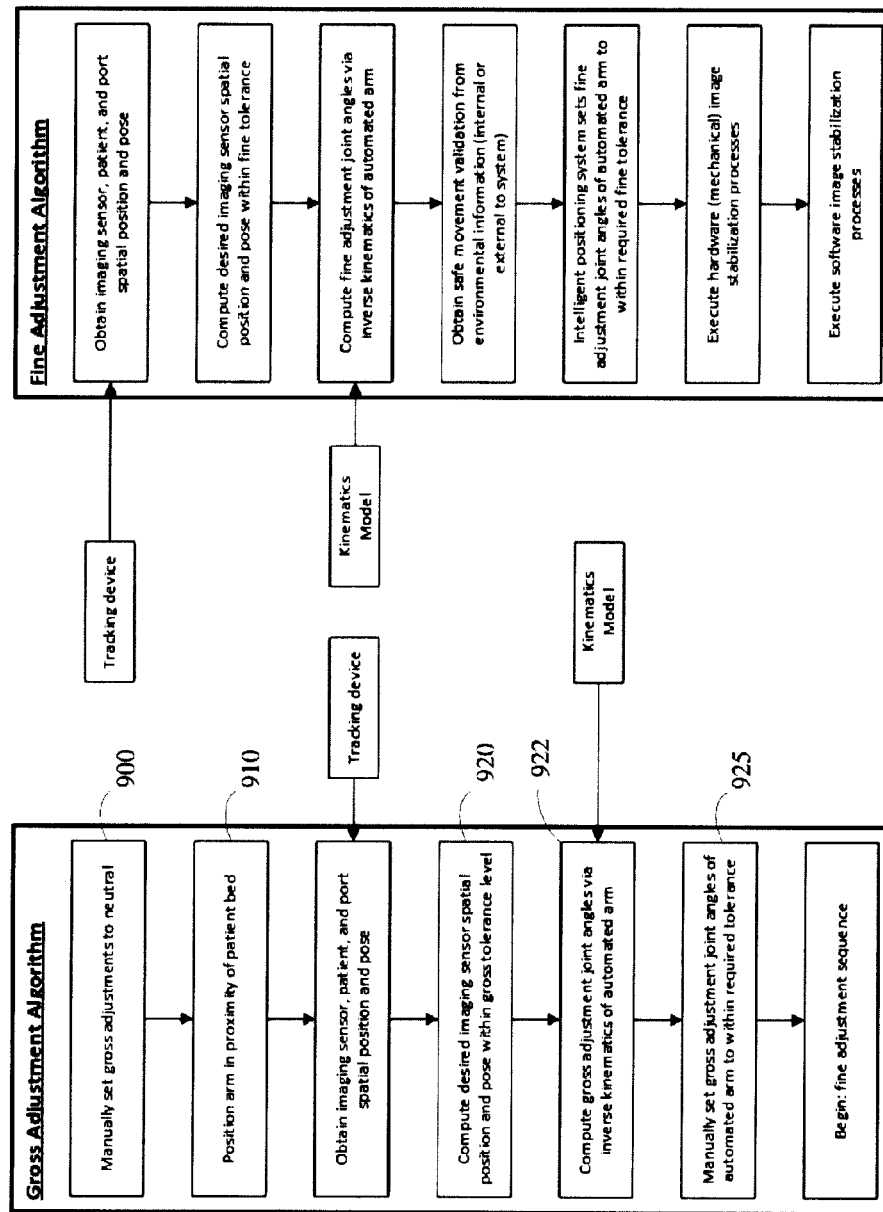 Gross Adjustment Algorithm
Manually set gross adjustments to neutral
900
Position arm in proximity of patient bed
910
Obtain imaging sensor, patient, and port
spatial position and pose
Tracking device
Compute desired imaging sensor spatial
position and pose within gross tolerance level
920
Compute gross adjustment joint angles via
inverse kinematics of automated arm
922
Kinematics
Model
Manually set gross adjustment joint angles of
automated arm to within required tolerance
925
Begin: fine adjustment sequence
Fine Adjustment Algorithm
Tracking device
Obtain imaging sensor, patient, and port
spatial position and pose
Compute desired imaging sensor spatial
position and pose within fine tolerance
Kinematics
Model
Compute fine adjustment joint angles via
inverse kinematics of automated arm
Obtain safe movement validation from
environmental information (internal or
external to system)
Intelligent positioning system sets fine
adjustment joint angles of automated arm to
within required fine tolerance
Execute hardware (mechanical) image
stabilization processes
Execute software image stabilization
processes